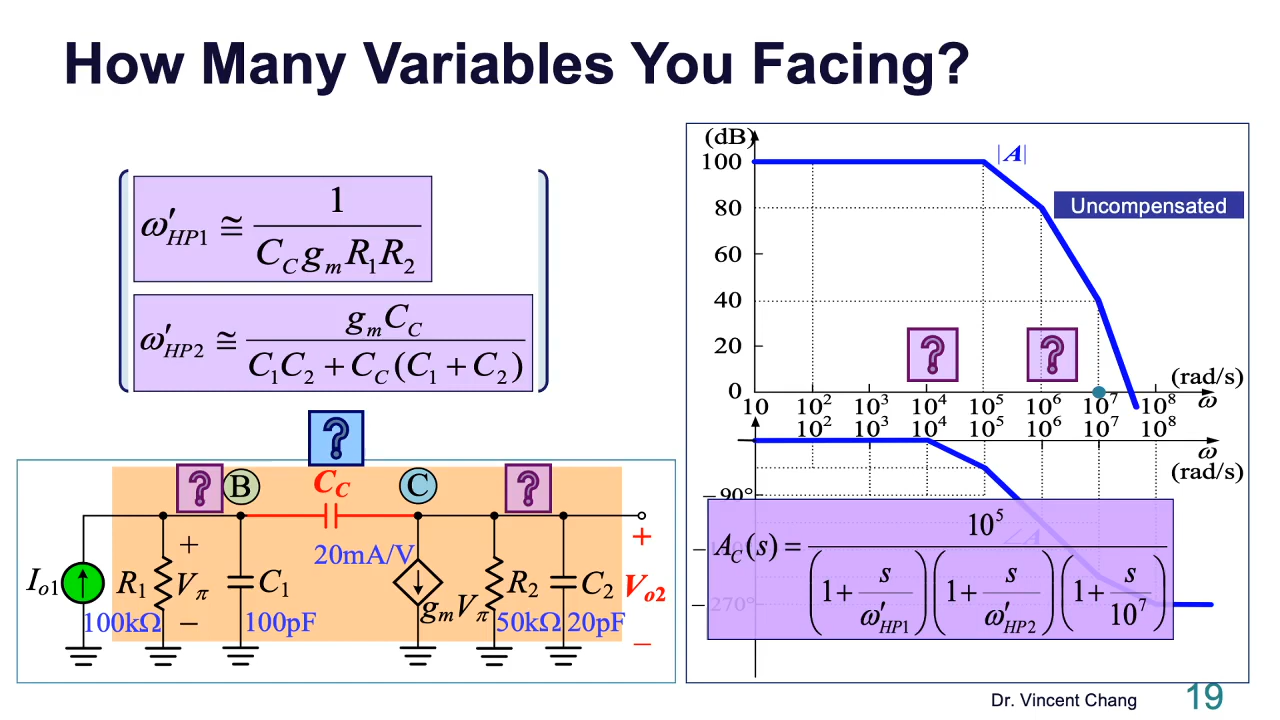 How Many Variables You Facing?
ω′HP1 ≅ 1 / (CC gm R1R2)
ω′HP2 ≅ gm CC / (C1C2 + CC (C1 + C2))
?
? B CC C ?
20mA/V
Io1 R1 + Vπ − C1 gmVπ R2 C2 + Vo2 −
100kΩ 100pF 50kΩ 20pF
(dB)
100 |A|
80 Uncompensated
60
40
20 ? ?
0 (rad/s)
10 10² 10³ 10⁴ 10⁵ 10⁶ 10⁷ 10⁸ ω
10² 10³ 10⁴ 10⁵ 10⁶ 10⁷ 10⁸
ω
(rad/s)
−90°
∠A
AC(s) = 10⁵ / ((1 + s/ω′HP1)(1 + s/ω′HP2)(1 + s/10⁷))
−270°
Dr. Vincent Chang 19